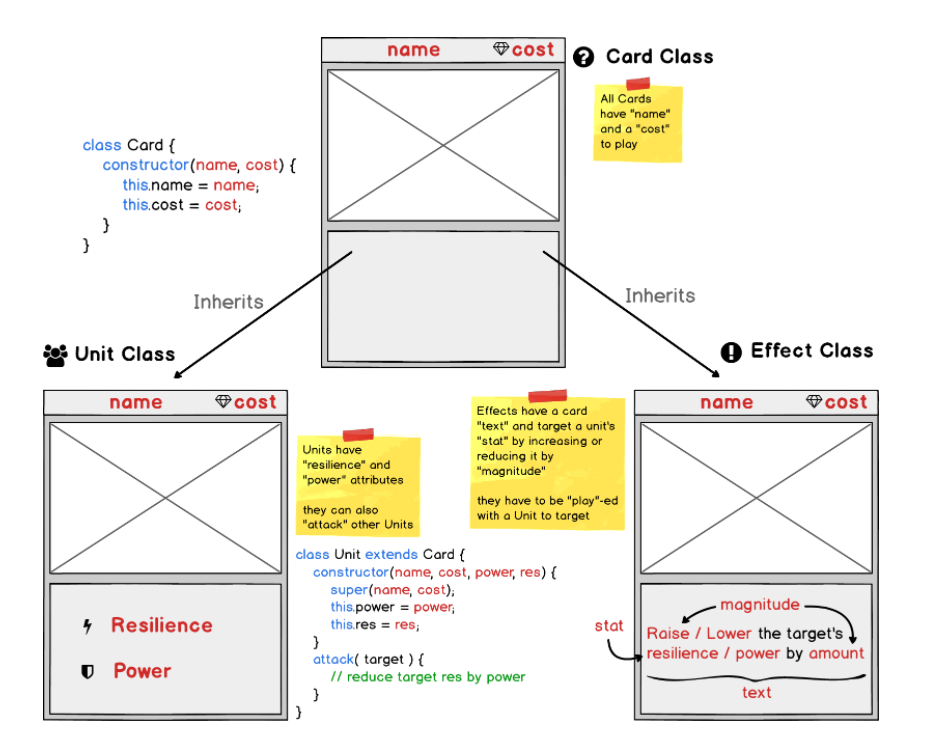 name cost
Card Class
All Cards
have "name"
and a "cost"
to play
class Card {
constructor(name, cost) {
this.name = name;
this.cost = cost;
}
}
Inherits
Inherits
Unit Class
name cost
Resilience
Power
Units have
"resilience" and
"power" attributes
they can also
"attack" other Units
class Unit extends Card {
constructor(name, cost, power, res) {
super(name, cost);
this.power = power;
this.res = res;
}
attack( target ) {
// reduce target res by power
}
}
Effects have a card
"text" and target a unit's
"stat" by increasing or
reducing it by
"magnitude"
they have to be "play"-ed
with a Unit to target
Effect Class
name cost
magnitude
stat
Raise / Lower the target's
resilience / power by amount
text